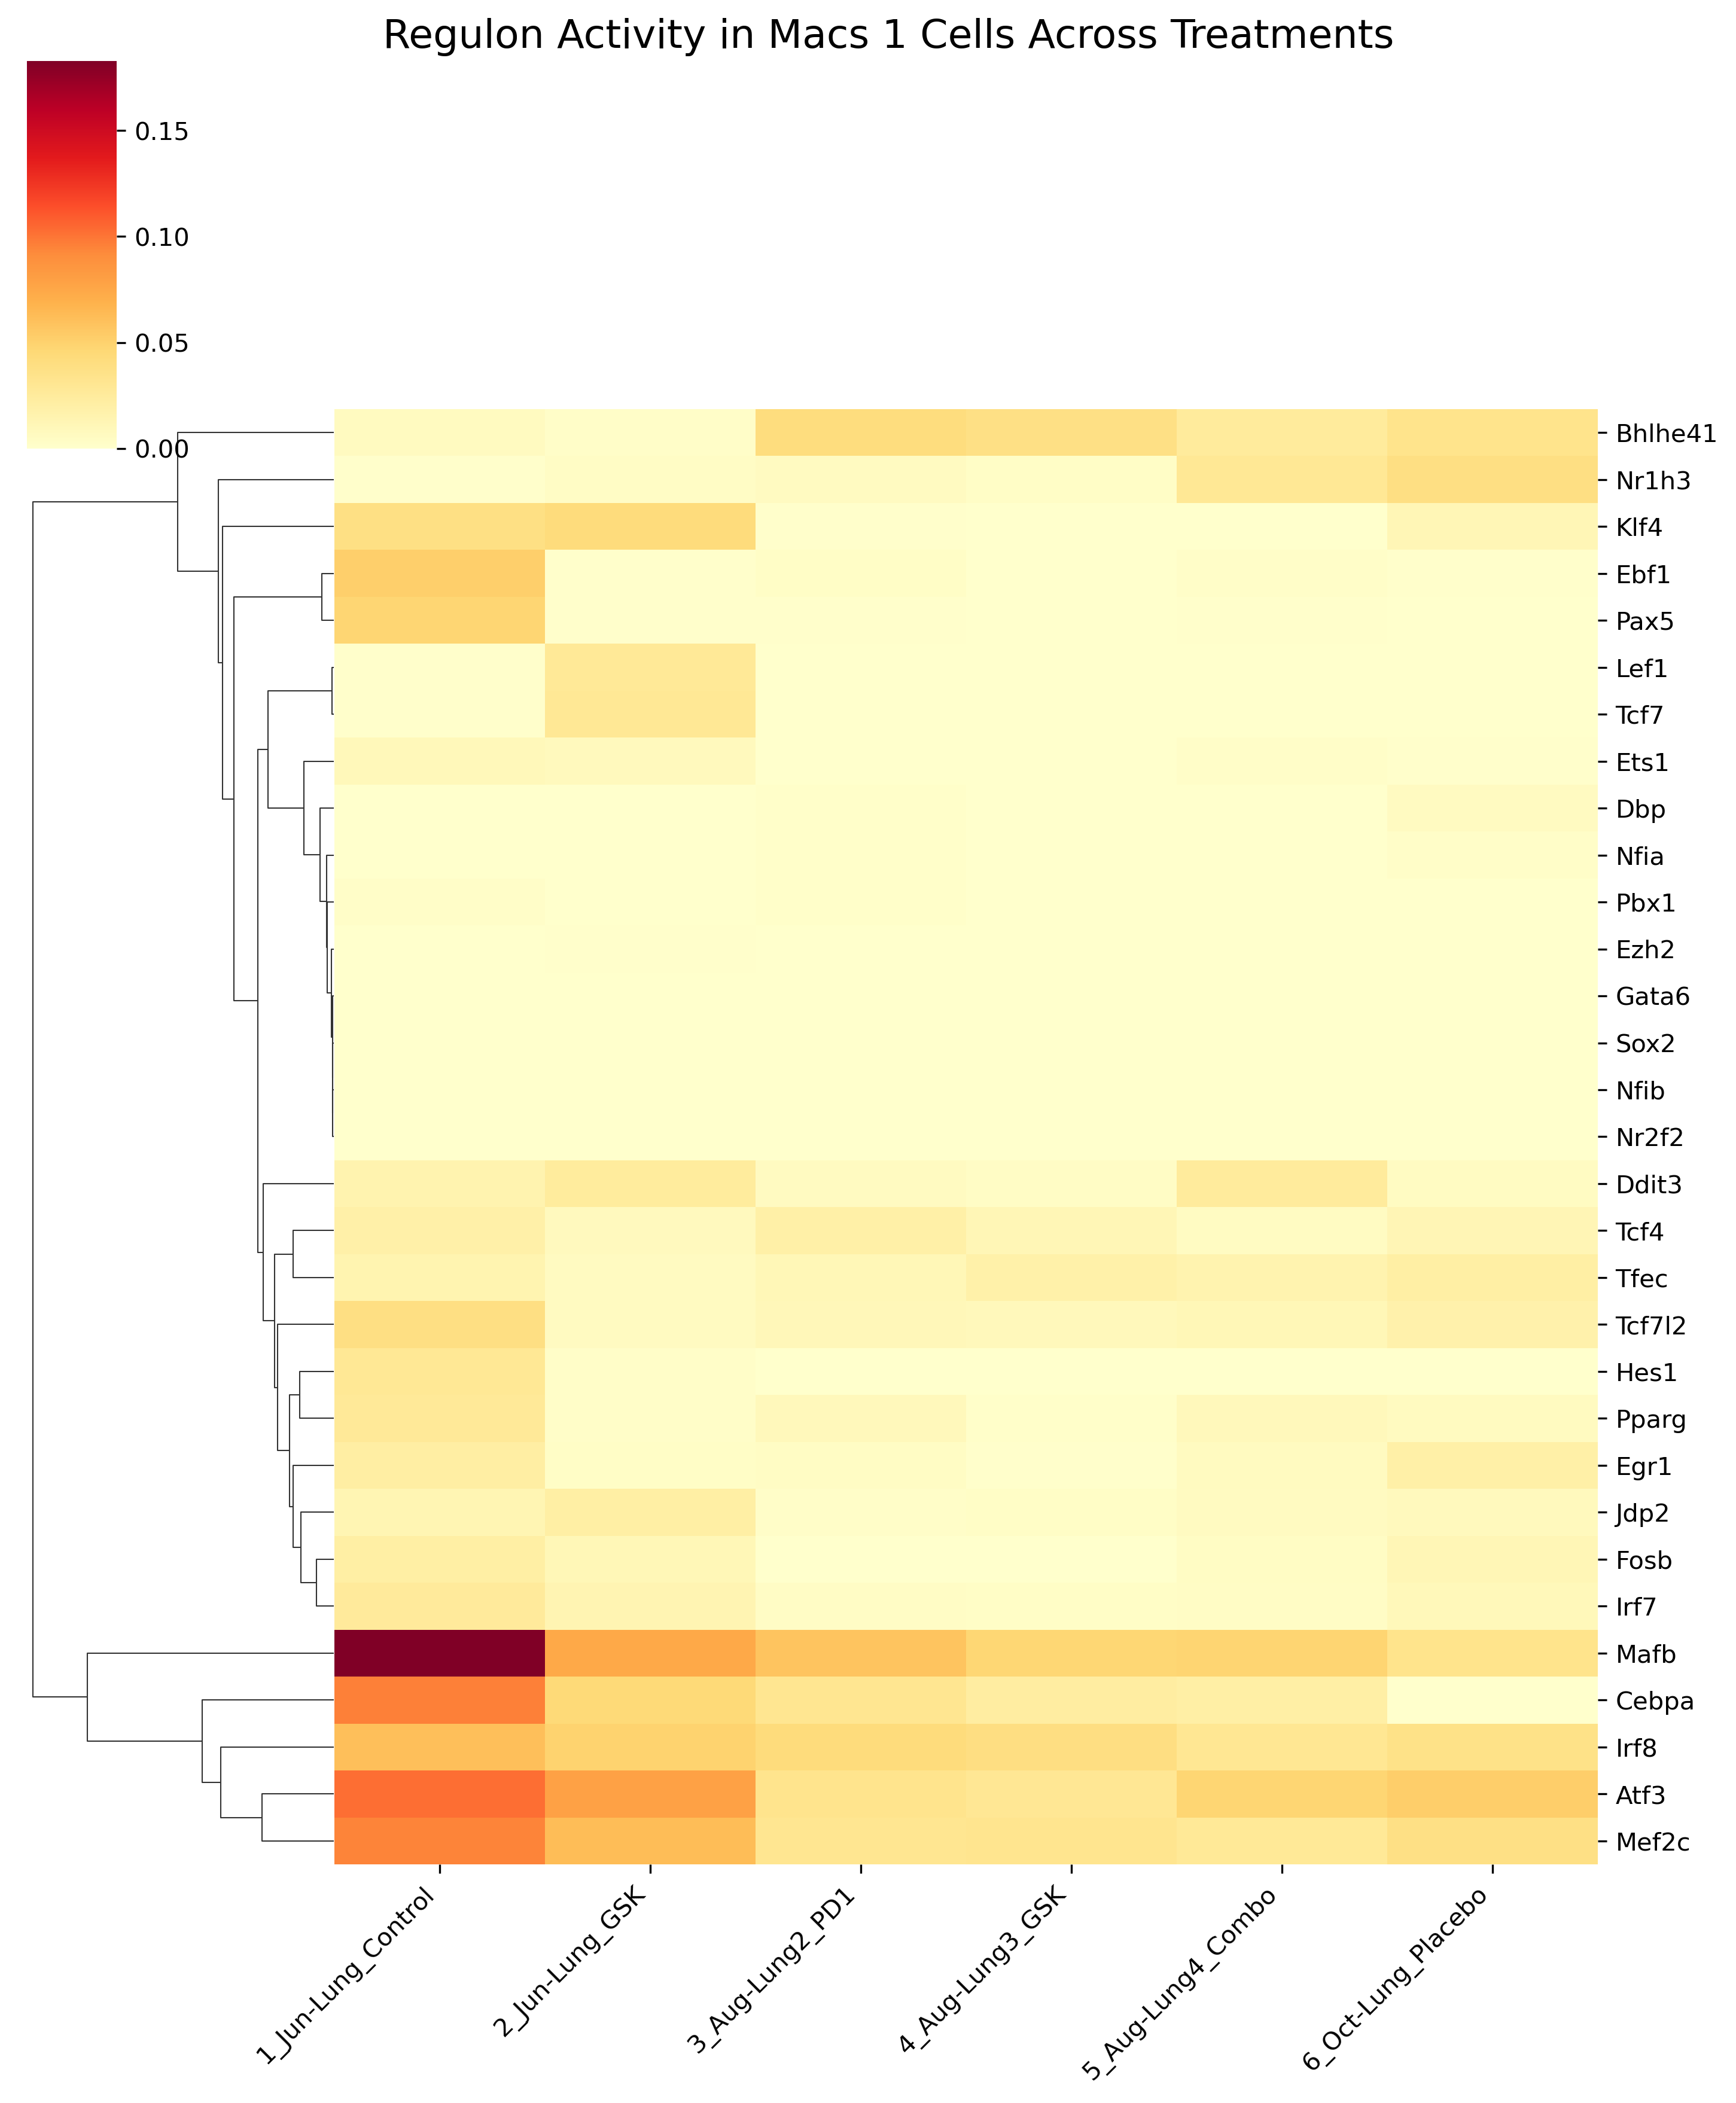 Regulon Activity in Macs 1 Cells Across Treatments
0.15
0.10
0.05
0.00
Bhlhe41
Nr1h3
Klf4
Ebf1
Pax5
Lef1
Tcf7
Ets1
Dbp
Nfia
Pbx1
Ezh2
Gata6
Sox2
Nfib
Nr2f2
Ddit3
Tcf4
Tfec
Tcf7l2
Hes1
Pparg
Egr1
Jdp2
Fosb
Irf7
Mafb
Cebpa
Irf8
Atf3
Mef2c
1_Jun-Lung_Control
2_Jun-Lung_GSK
3_Aug-Lung2_PD1
4_Aug-Lung3_GSK
5_Aug-Lung4_Combo
6_Oct-Lung_Placebo